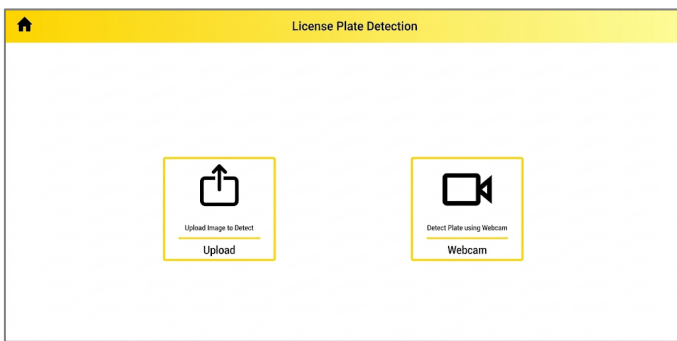 License Plate Detection
Upload Image to Detect
Upload
Detect Plate using Webcam
Webcam